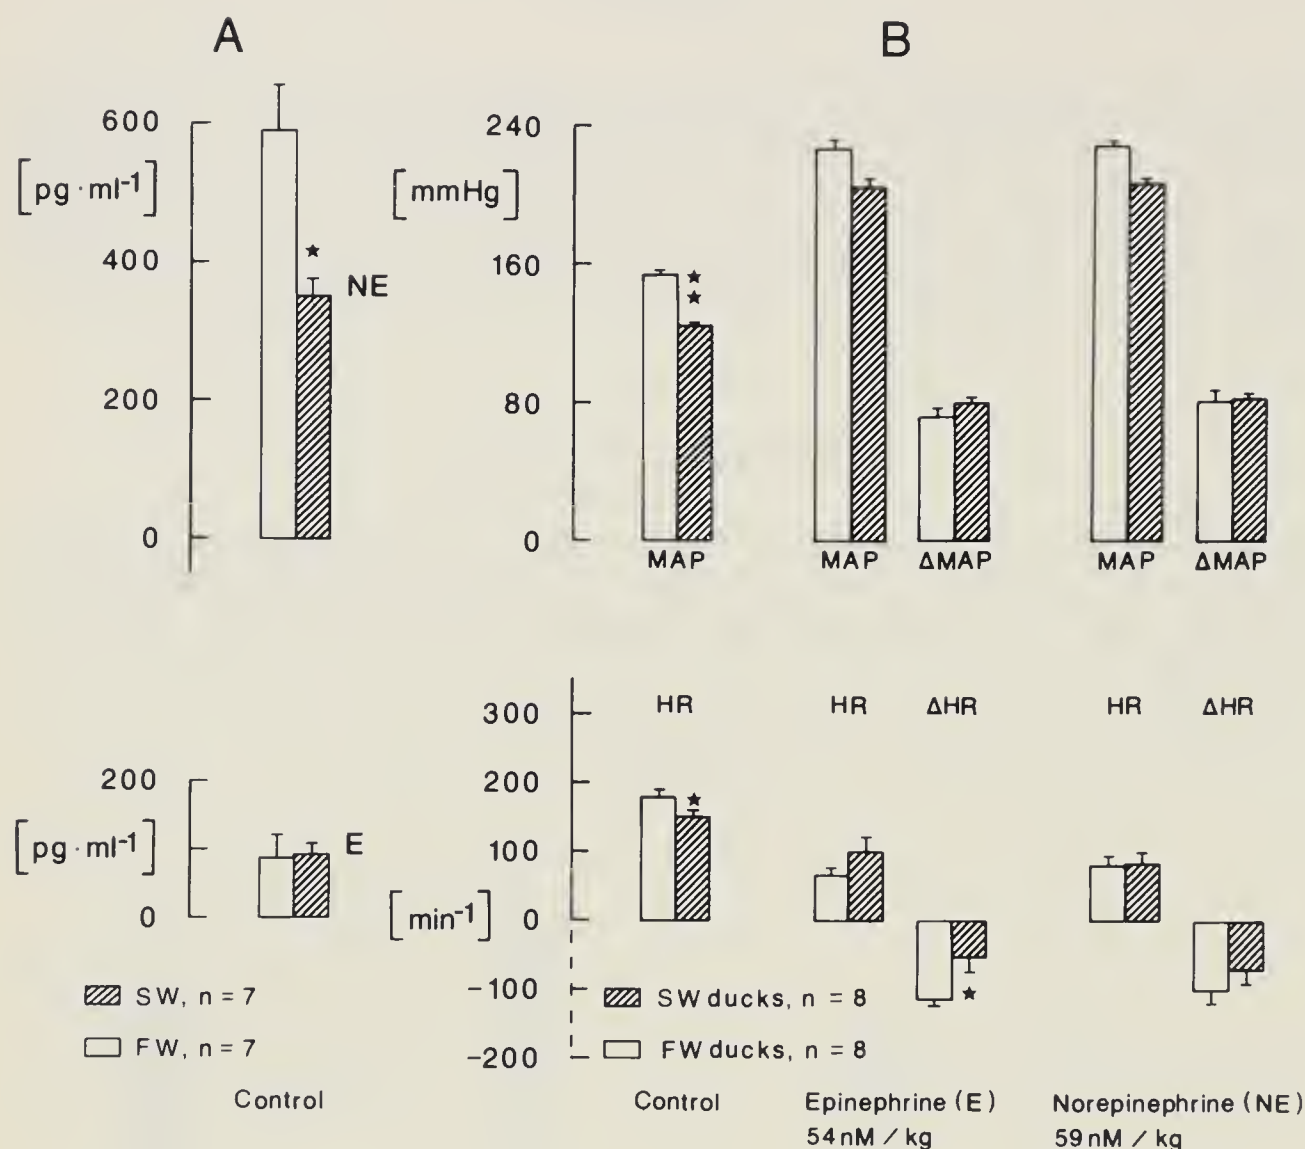 A
B
600
[pg·ml⁻¹]
400
★
NE
200
0
240
[mmHg]
160
★
★
80
0
MAP
MAP
ΔMAP
MAP
ΔMAP
200
[pg·ml⁻¹]
E
0
300
HR
HR
ΔHR
HR
ΔHR
200
★
100
0
[min⁻¹]
-100
★
-200
SW, n = 7
FW, n = 7
SW ducks, n = 8
FW ducks, n = 8
Control
Control
Epinephrine (E)
54 nM / kg
Norepinephrine (NE)
59 nM / kg